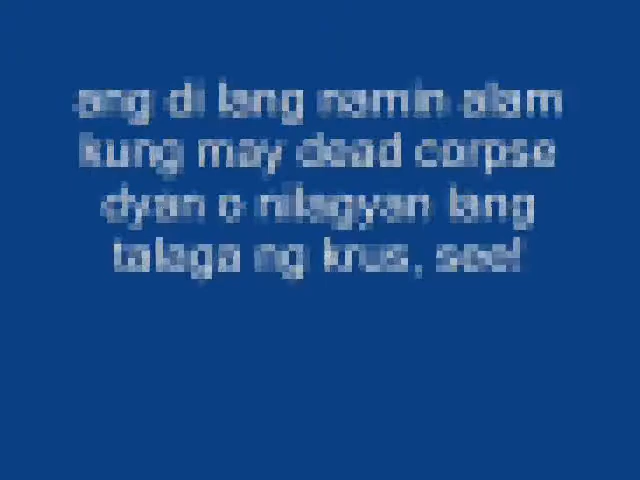 ang di lang namin alam
kung may dead corpse
dyan o nilagyan lang
talaga ng krus, see!